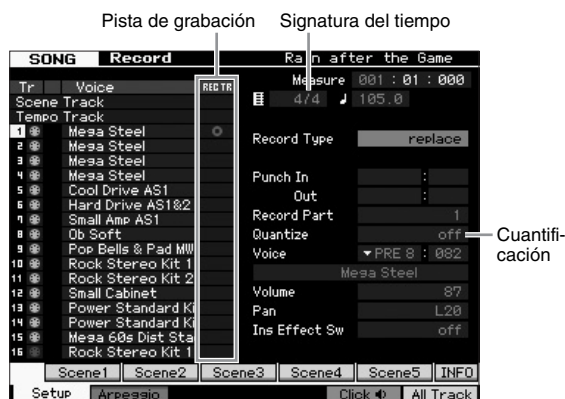 Pista de grabación Signatura del tiempo
SONG Record Rain after the Game
Measure 001 : 01 : 000
4/4 ♩ 105.0
Tr Voice REC TR
Scene Track
Tempo Track
1 Mega Steel
2 Mega Steel
3 Mega Steel
4 Mega Steel
5 Cool Drive AS1
6 Hard Drive AS1&2
7 Small Amp AS1
8 Ob Soft
9 Pop Bells & Pad MW
10 Rock Stereo Kit 1
11 Rock Stereo Kit 2
12 Small Cabinet
13 Power Standard Ki
14 Power Standard Ki
15 Mega 60s Dist Sta
16 Rock Stereo Kit 1
Record Type replace
Punch In :
Out :
Record Part 1
Quantize off
Voice PRE 8 : 082
Mega Steel
Volume 87
Pan L20
Ins Effect Sw off
Cuantifi-
cación
Scene1 Scene2 Scene3 Scene4 Scene5 INFO
Setup Arpeggio Click All Track